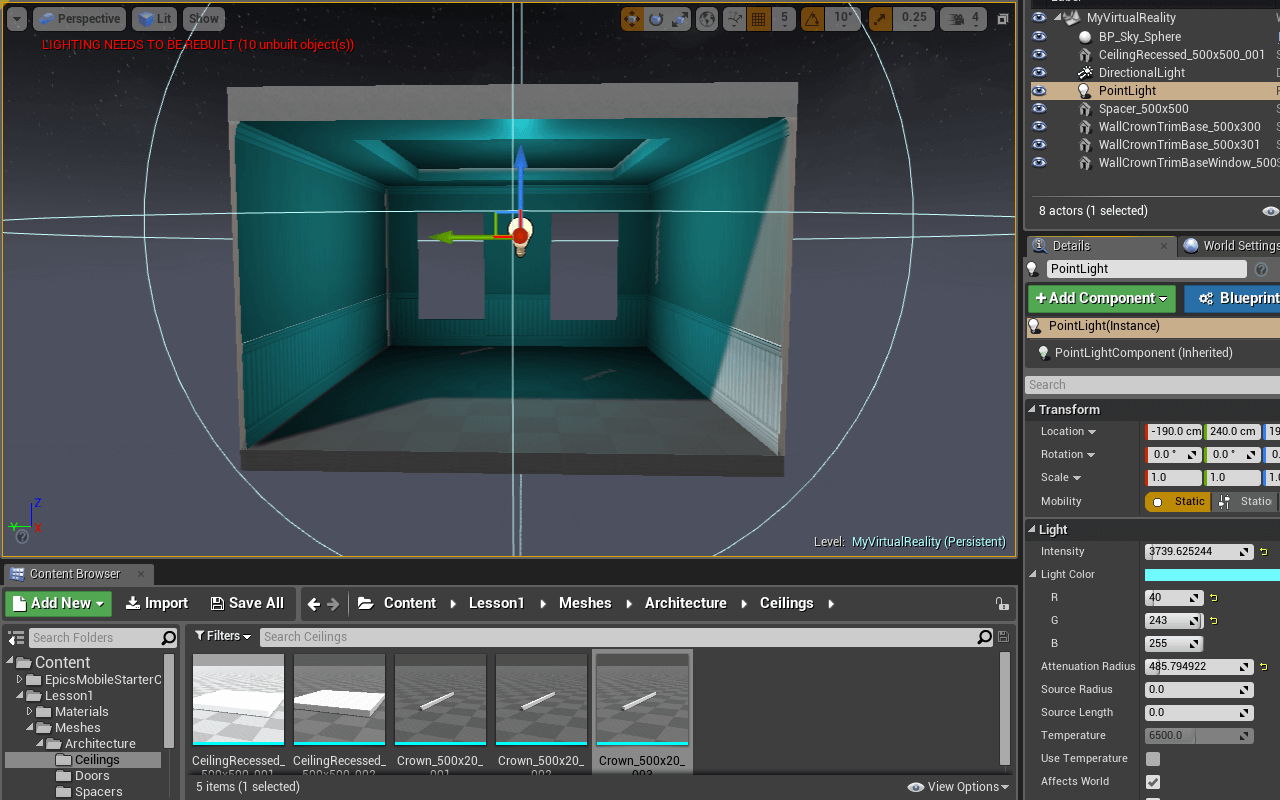 Perspective
Lit
Show
5
10°
0.25
4
LIGHTING NEEDS TO BE REBUILT (10 unbuilt object(s))
Z
Y
Level: MyVirtualReality (Persistent)
MyVirtualReality
BP_Sky_Sphere
CeilingRecessed_500x500_001
DirectionalLight
PointLight
Spacer_500x500
WallCrownTrimBase_500x300
WallCrownTrimBase_500x301
WallCrownTrimBaseWindow_500
8 actors (1 selected)
Details
World Settings
PointLight
+Add Component
Blueprint
PointLight(Instance)
PointLightComponent (Inherited)
Search
Transform
Location -190.0 cm 240.0 cm 19
Rotation 0.0 ° 0.0 ° 0.
Scale 1.0 1.0 1.
Mobility Static Statio
Light
Intensity 3739.625244
Light Color
R 40
G 243
B 255
Attenuation Radius 485.794922
Source Radius 0.0
Source Length 0.0
Temperature 6500.0
Use Temperature
Affects World
Content Browser
Add New
Import
Save All
Content
Lesson1
Meshes
Architecture
Ceilings
Search Folders
Filters
Search Ceilings
Content
EpicsMobileStarterC
Lesson1
Materials
Meshes
Architecture
Ceilings
Doors
Spacers
CeilingRecessed_
500x500_001
CeilingRecessed_
500x500_002
Crown_500x20_
001
Crown_500x20_
002
Crown_500x20_
003
5 items (1 selected)
View Options